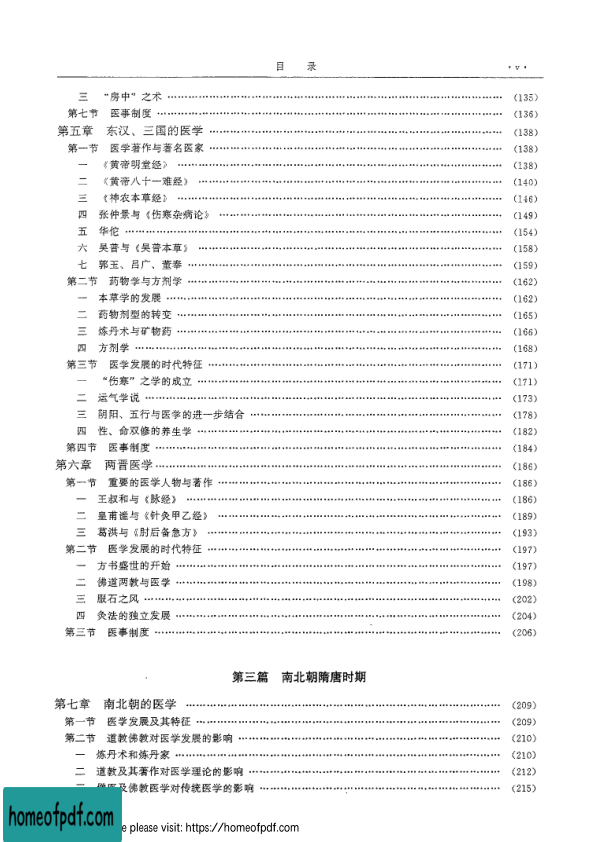 目 录 ·v·
三 “房中”之术 (135)
第七节 医事制度 (136)
第五章 东汉、三国的医学 (138)
第一节 医学著作与著名医家 (138)
一 《黄帝明堂经》 (138)
二 《黄帝八十一难经》 (140)
三 《神农本草经》 (146)
四 张仲景与《伤寒杂病论》 (149)
五 华佗 (154)
六 吴普与《吴普本草》 (158)
七 郭玉、吕广、董奉 (159)
第二节 药物学与方剂学 (162)
一 本草学的发展 (162)
二 药物剂型的转变 (165)
三 炼丹术与矿物药 (166)
四 方剂学 (168)
第三节 医学发展的时代特征 (171)
一 “伤寒”之学的成立 (171)
二 运气学说 (173)
三 阴阳、五行与医学的进一步结合 (178)
四 性、命双修的养生学 (182)
第四节 医事制度 (184)
第六章 两晋医学 (186)
第一节 重要的医学人物与著作 (186)
一 王叔和与《脉经》 (186)
二 皇甫谧与《针灸甲乙经》 (189)
三 葛洪与《肘后备急方》 (193)
第二节 医学发展的时代特征 (197)
一 方书盛世的开始 (197)
二 佛道两教与医学 (198)
三 服石之风 (202)
四 灸法的独立发展 (204)
第三节 医事制度 (206)
第三篇 南北朝隋唐时期
第七章 南北朝的医学 (209)
第一节 医学发展及其特征 (209)
第二节 道教佛教对医学发展的影响 (210)
一 炼丹术和炼丹家 (210)
二 道教及其著作对医学理论的影响 (212)
医及佛教医学对传统医学的影响 (215)
homeofpdf.com
e please visit: https://homeofpdf.com